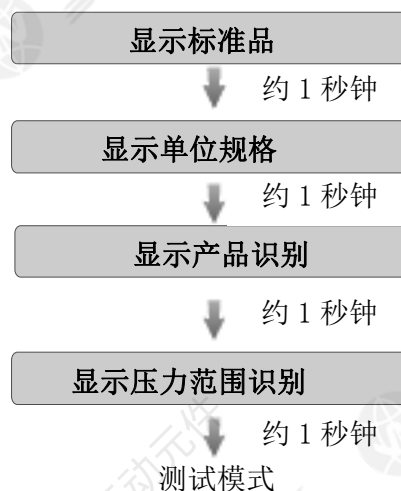 显示标准品
约 1 秒钟
显示单位规格
约 1 秒钟
显示产品识别
约 1 秒钟
显示压力范围识别
约 1 秒钟
测试模式